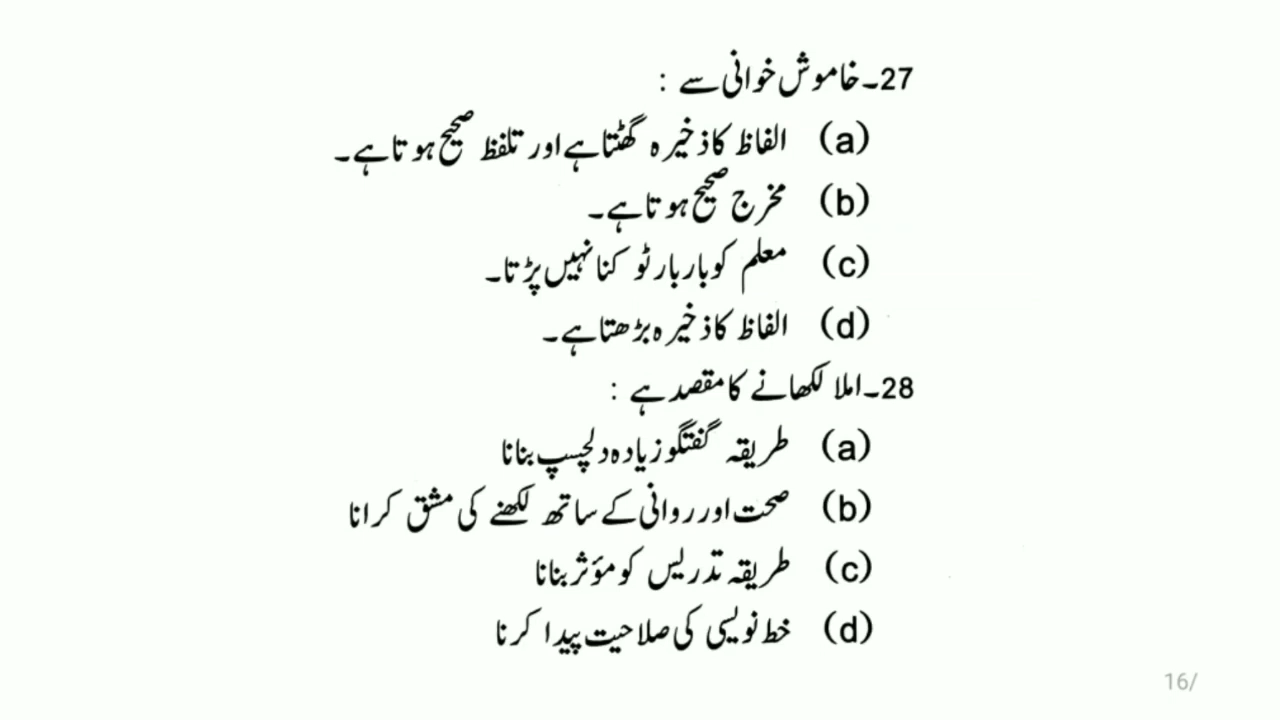 27۔خاموش خوانی سے :
(a) الفاظ کا ذخیرہ گھٹتا ہے اور تلفظ صحیح ہوتا ہے۔
(b) مخرج صحیح ہوتا ہے۔
(c) معلم کو بار بار ٹوکنا نہیں پڑتا۔
(d) الفاظ کا ذخیرہ بڑھتا ہے۔
28۔املا لکھانے کا مقصد ہے :
(a) طریقہ گفتگو زیادہ دلچسپ بنانا
(b) صحت اور روانی کے ساتھ لکھنے کی مشق کرانا
(c) طریقہ تدریس کو مؤثر بنانا
(d) خط نویسی کی صلاحیت پیدا کرنا
16/